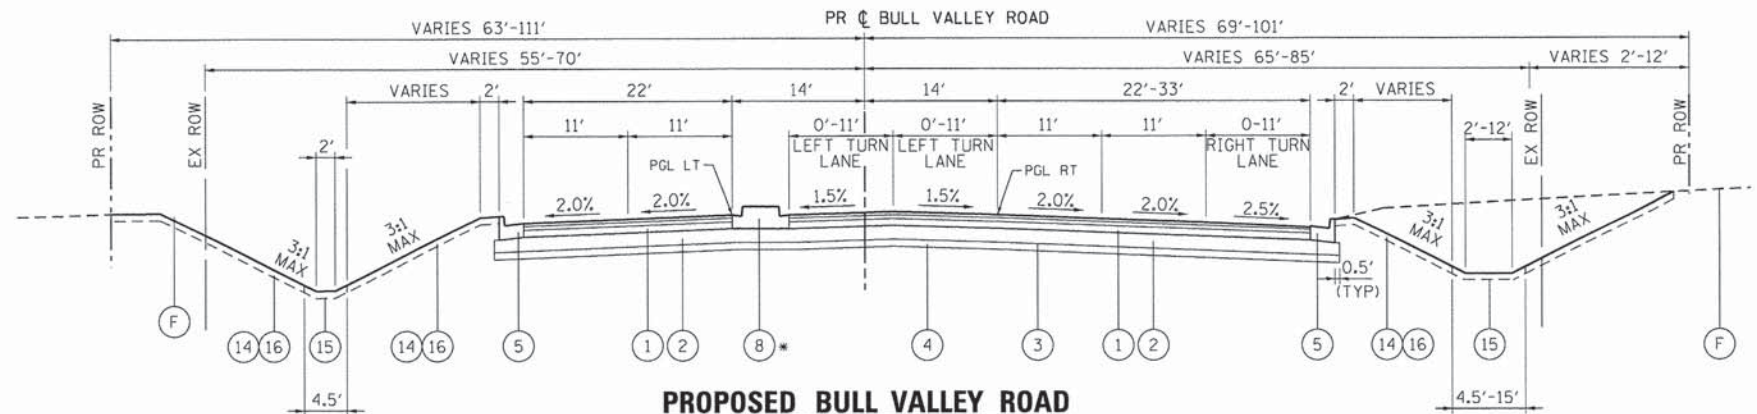 PR ℄ BULL VALLEY ROAD
VARIES 63'-111'
VARIES 69'-101'
VARIES 55'-70'
VARIES 65'-85'
VARIES 2'-12'
PR ROW
EX ROW
VARIES
2'
22'
14'
14'
22'-33'
2'
VARIES
EX ROW
PR ROW
11'
11'
0'-11'
0'-11'
11'
11'
0-11'
LEFT TURN LANE
LEFT TURN LANE
RIGHT TURN LANE
2'
2'-12'
PGL LT
PGL RT
2.0%
2.0%
1.5%
1.5%
2.0%
2.0%
2.5%
3:1 MAX
3:1 MAX
3:1 MAX
3:1 MAX
0.5'
(TYP)
F
14 16
15
14 16
5
1 2
8 *
4
3
1 2
5
14 16
15
F
4.5'
4.5'-15'
PROPOSED BULL VALLEY ROAD